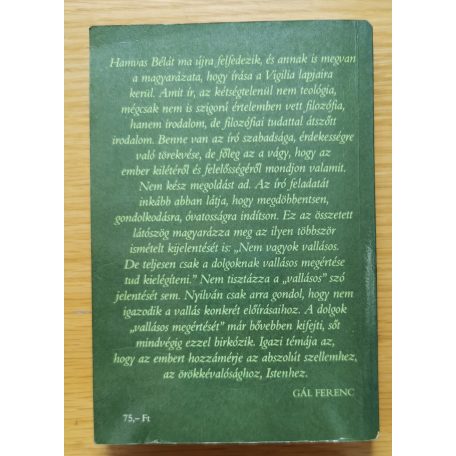 Hamvas Bélát ma újra felfedezik, és annak is megvan
a magyarázata, hogy írása a Vigilia lapjaira
kerül. Amit ír, az kétségtelenül nem teológia,
mégcsak nem is szigorú értelemben vett filozófia,
hanem irodalom, de filozófiai tudattal átszőtt
irodalom. Benne van az író szabadsága, érdekességre
való törekvése, de főleg az a vágy, hogy az
ember kilétéről és felelősségéről mondjon valamit.
Nem kész megoldást ad. Az író feladatát
inkább abban látja, hogy megdöbbentsen,
gondolkodásra, óvatosságra indítson. Ez az összetett
látószög magyarázza meg az ilyen többször
ismételt kijelentését is: „Nem vagyok vallásos.
De teljesen csak a dolgoknak vallásos megértése
tud kielégíteni.” Nem tisztázza a „vallásos” szó
jelentését sem. Nyilván csak arra gondol, hogy nem
igazodik a vallás konkrét előírásaihoz. A dolgok
„vallásos megértését” már bővebben kifejti, sőt
mindvégig ezzel birkózik. Igazi témája az,
hogy az embert hozzámérje az abszolút szellemhez,
az örökkévalósághoz, Istenhez.
GÁL FERENC
75,– Ft